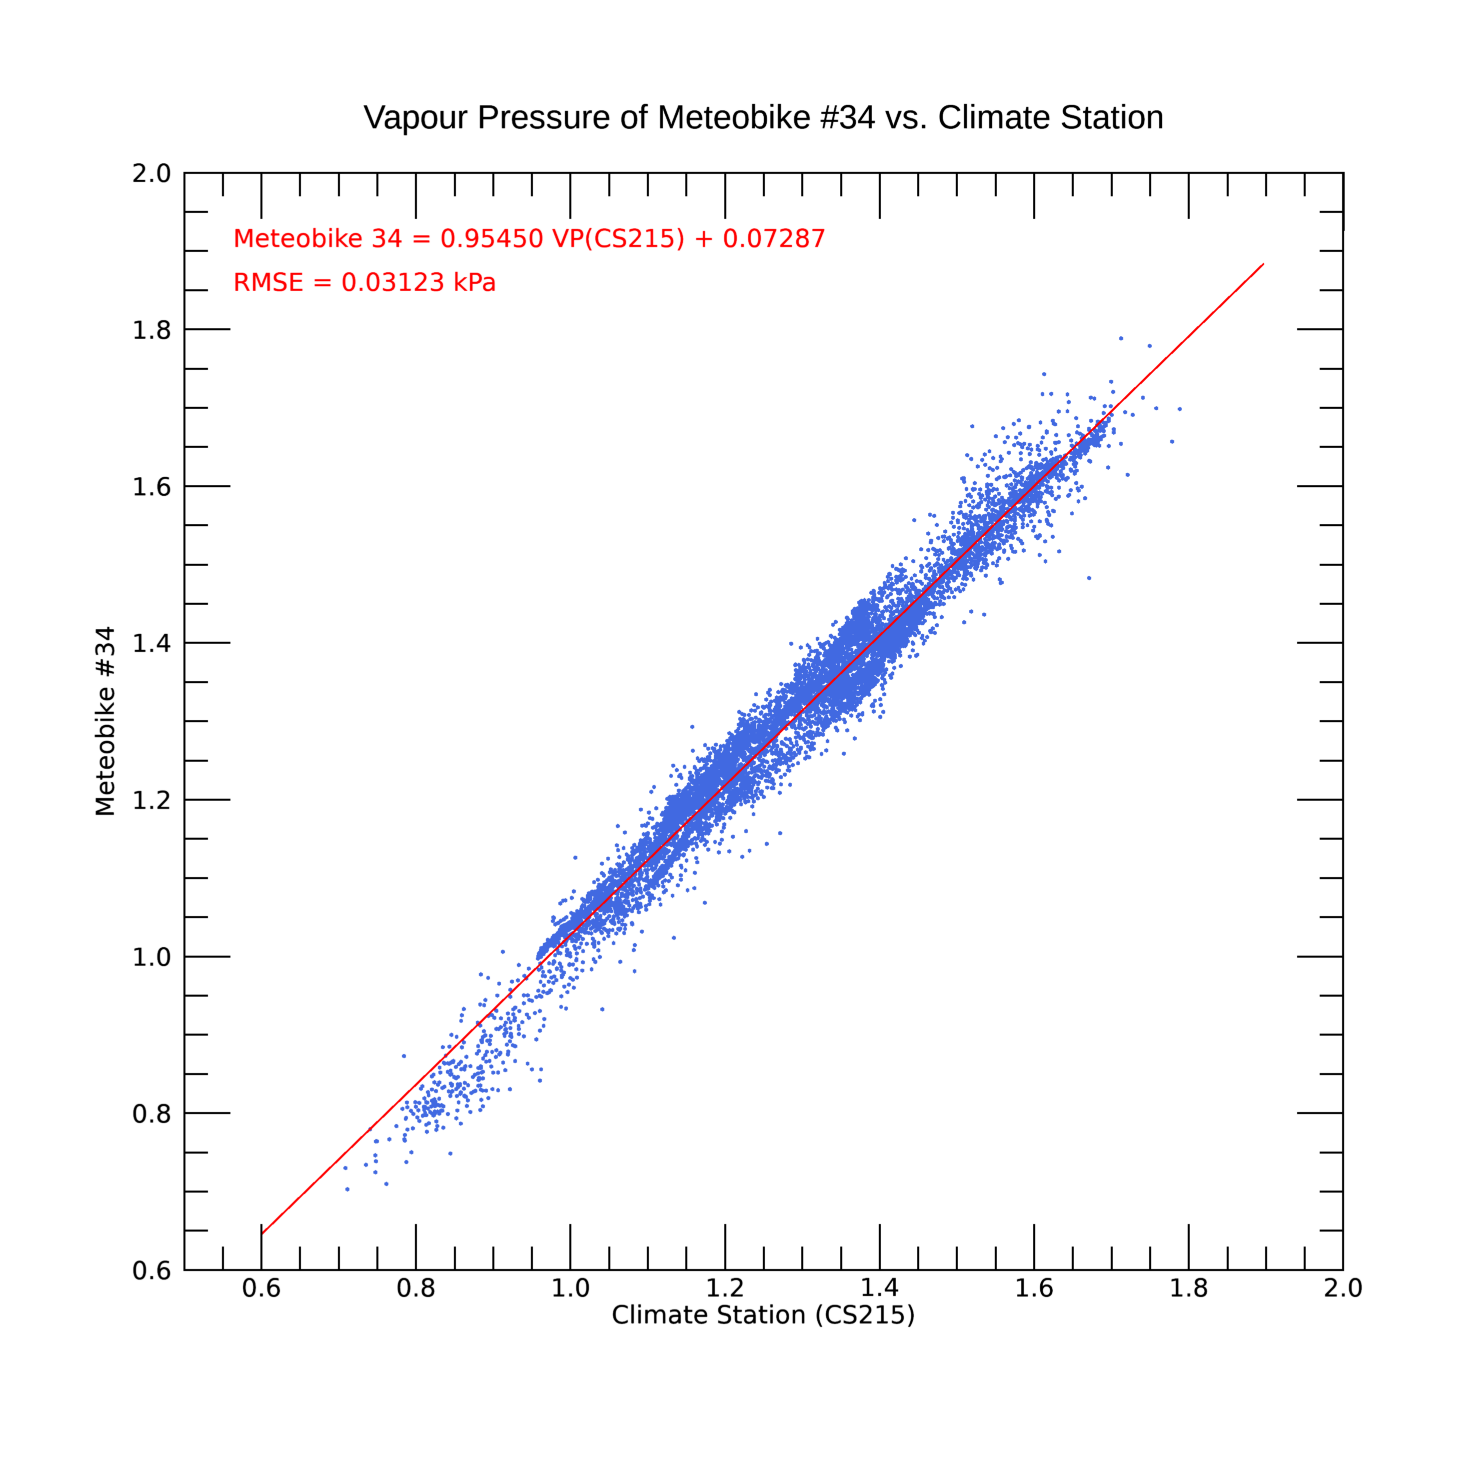 Vapour Pressure of Meteobike #34 vs. Climate Station
2.0
Meteobike 34 = 0.95450 VP(CS215) + 0.07287
RMSE = 0.03123 kPa
1.8
1.6
1.4
Meteobike #34
1.2
1.0
0.8
0.6
0.6 0.8 1.0 1.2 1.4 1.6 1.8 2.0
Climate Station (CS215)